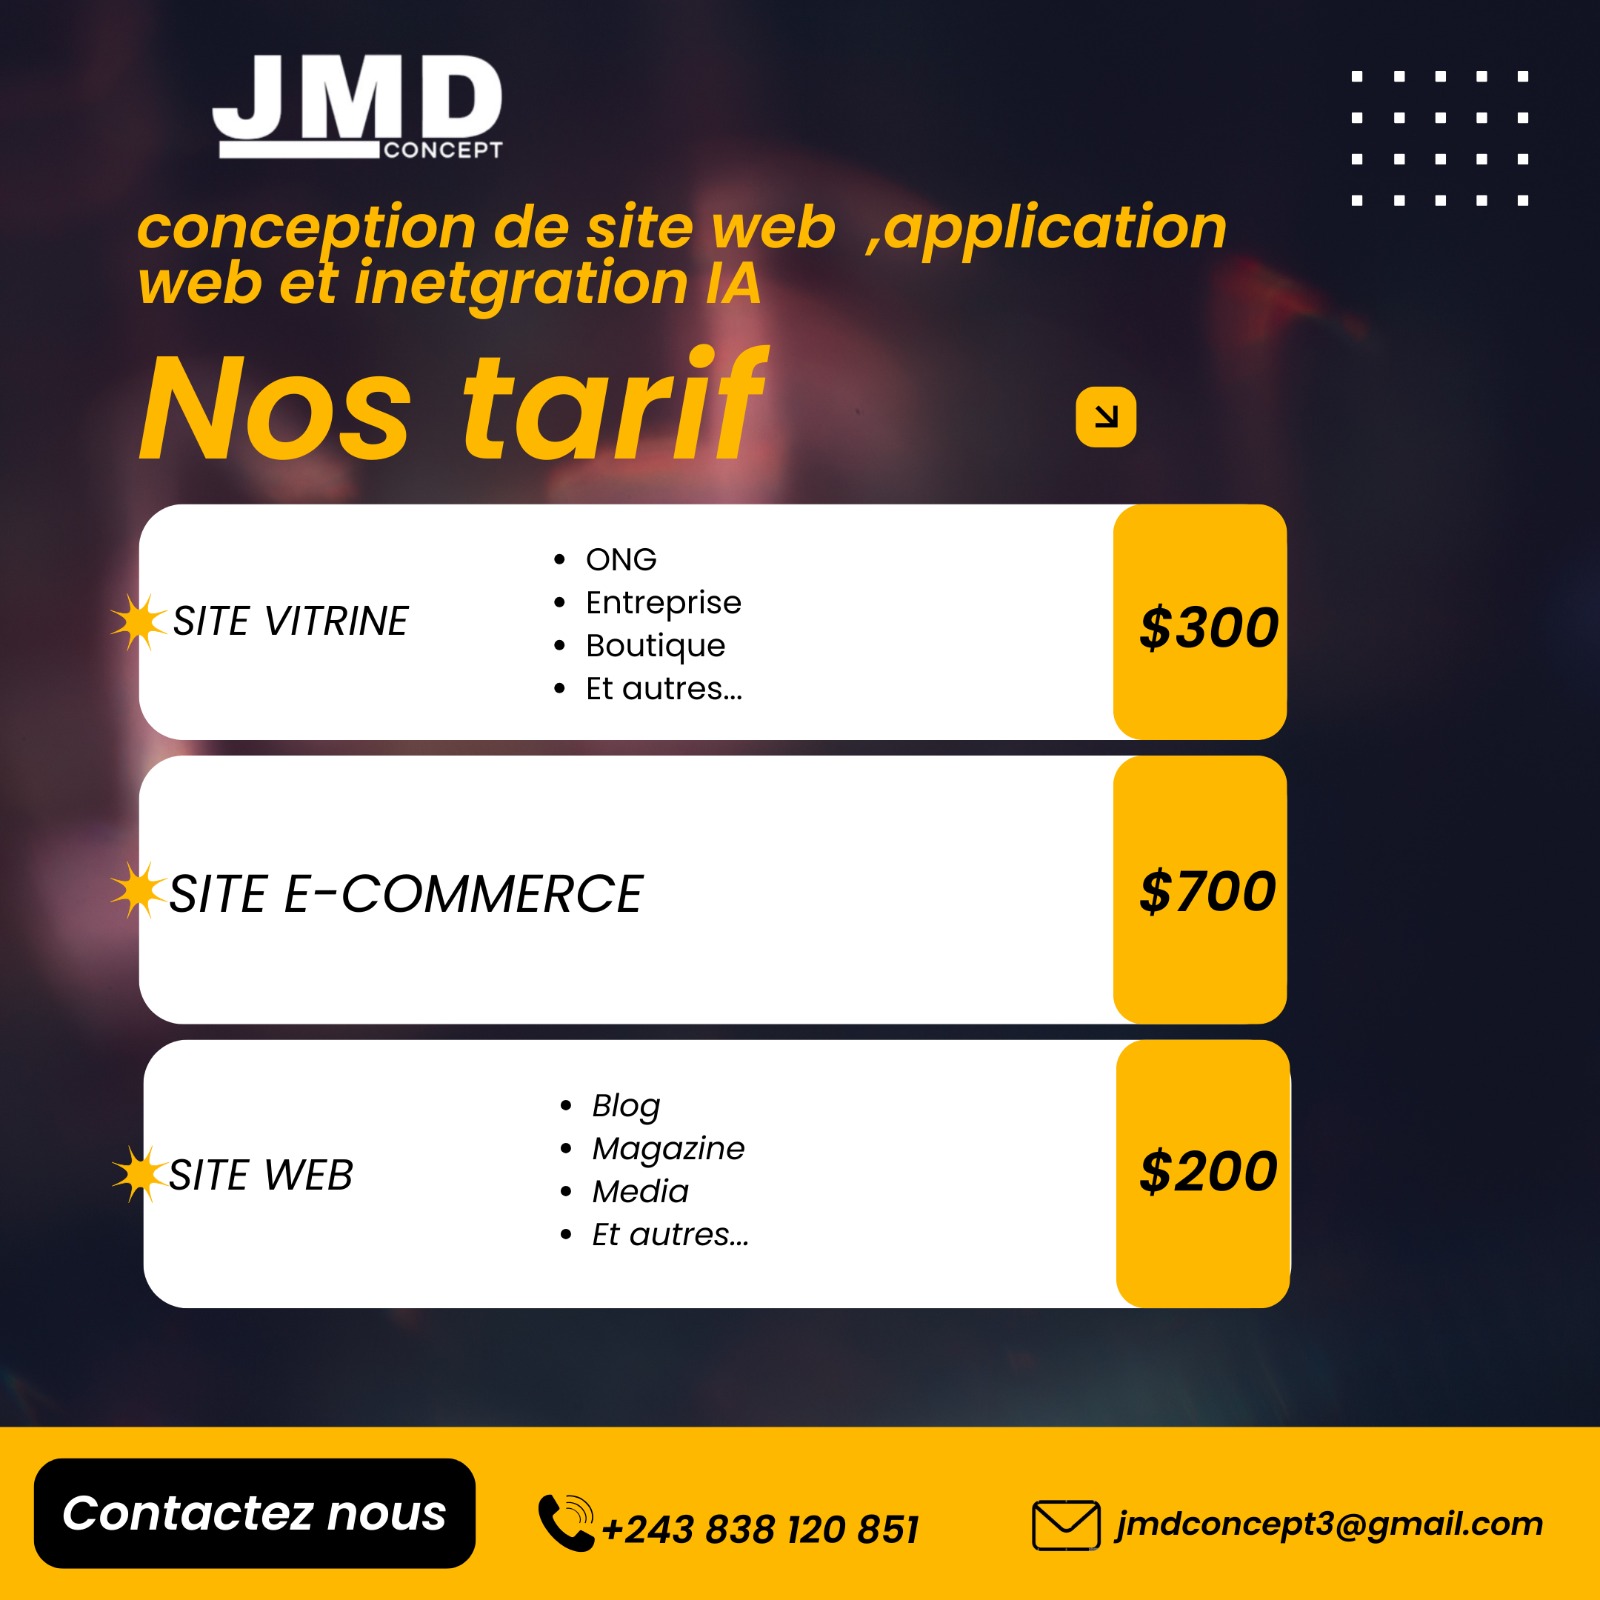 JMD
CONCEPT
conception de site web ,application
web et inetgration IA
Nos tarif
SITE VITRINE
• ONG
• Entreprise
• Boutique
• Et autres...
$300
SITE E-COMMERCE
$700
SITE WEB
• Blog
• Magazine
• Media
• Et autres...
$200
Contactez nous
+243 838 120 851
jmdconcept3@gmail.com